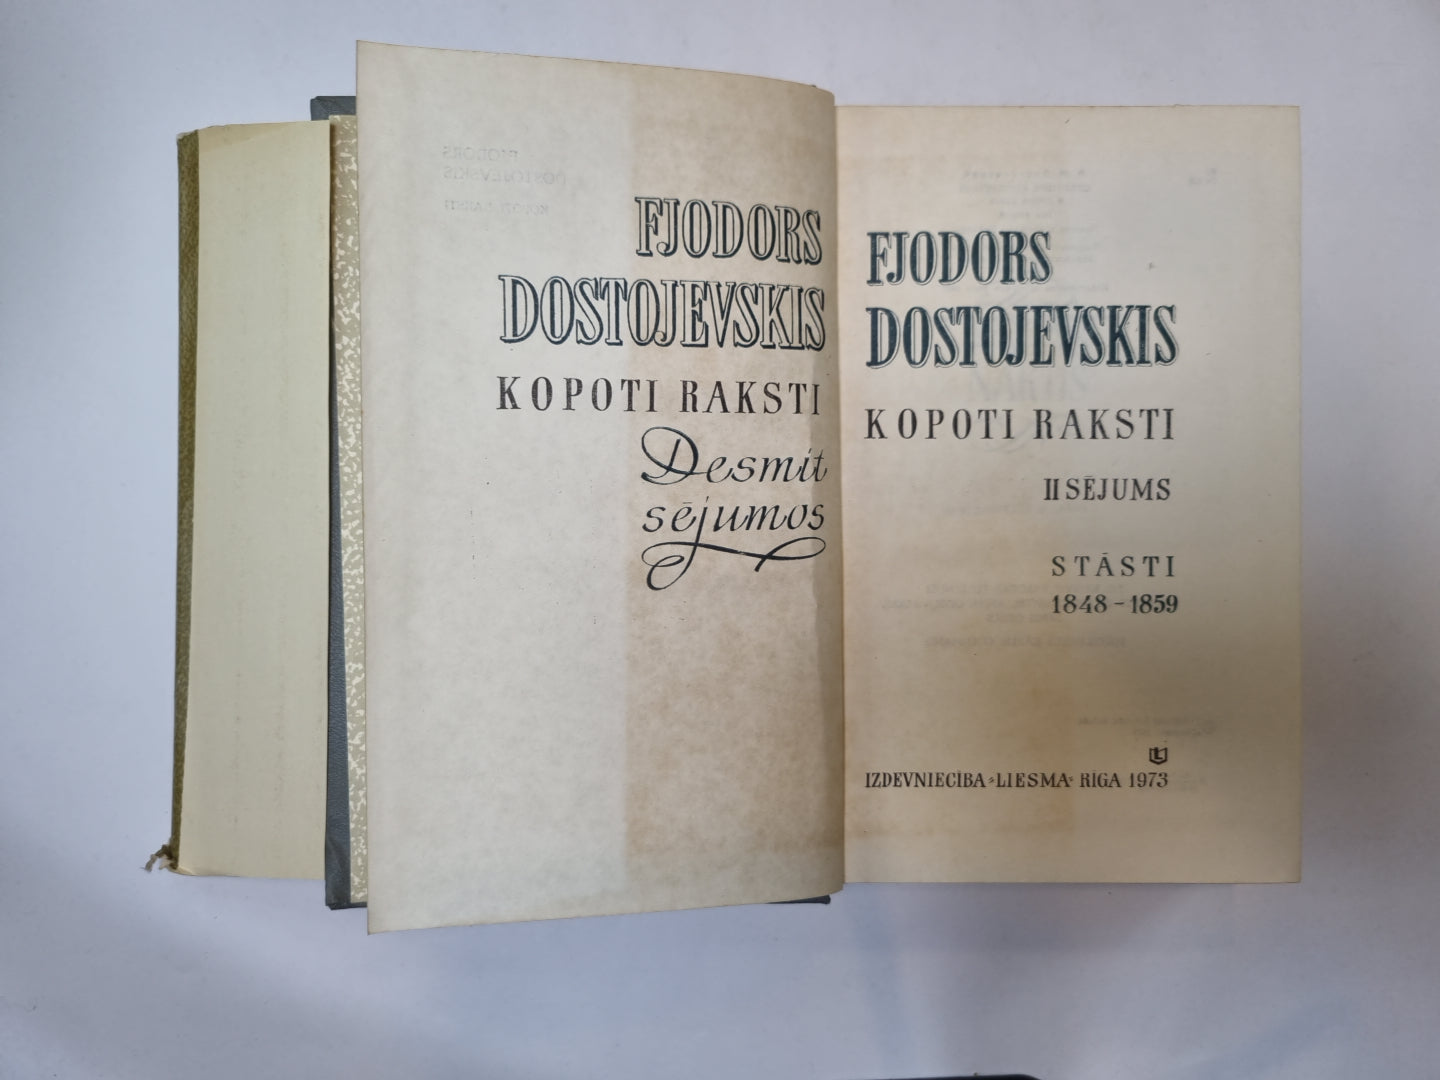 FJODORS
DOSTOJEVSKIS
KOPOTI RAKSTI
Desmit
sējumos
FJODORS
DOSTOJEVSKIS
KOPOTI RAKSTI
II SĒJUMS
STĀSTI
1848-1859
IZDEVNIECĪBA «LIESMA» RĪGA 1973